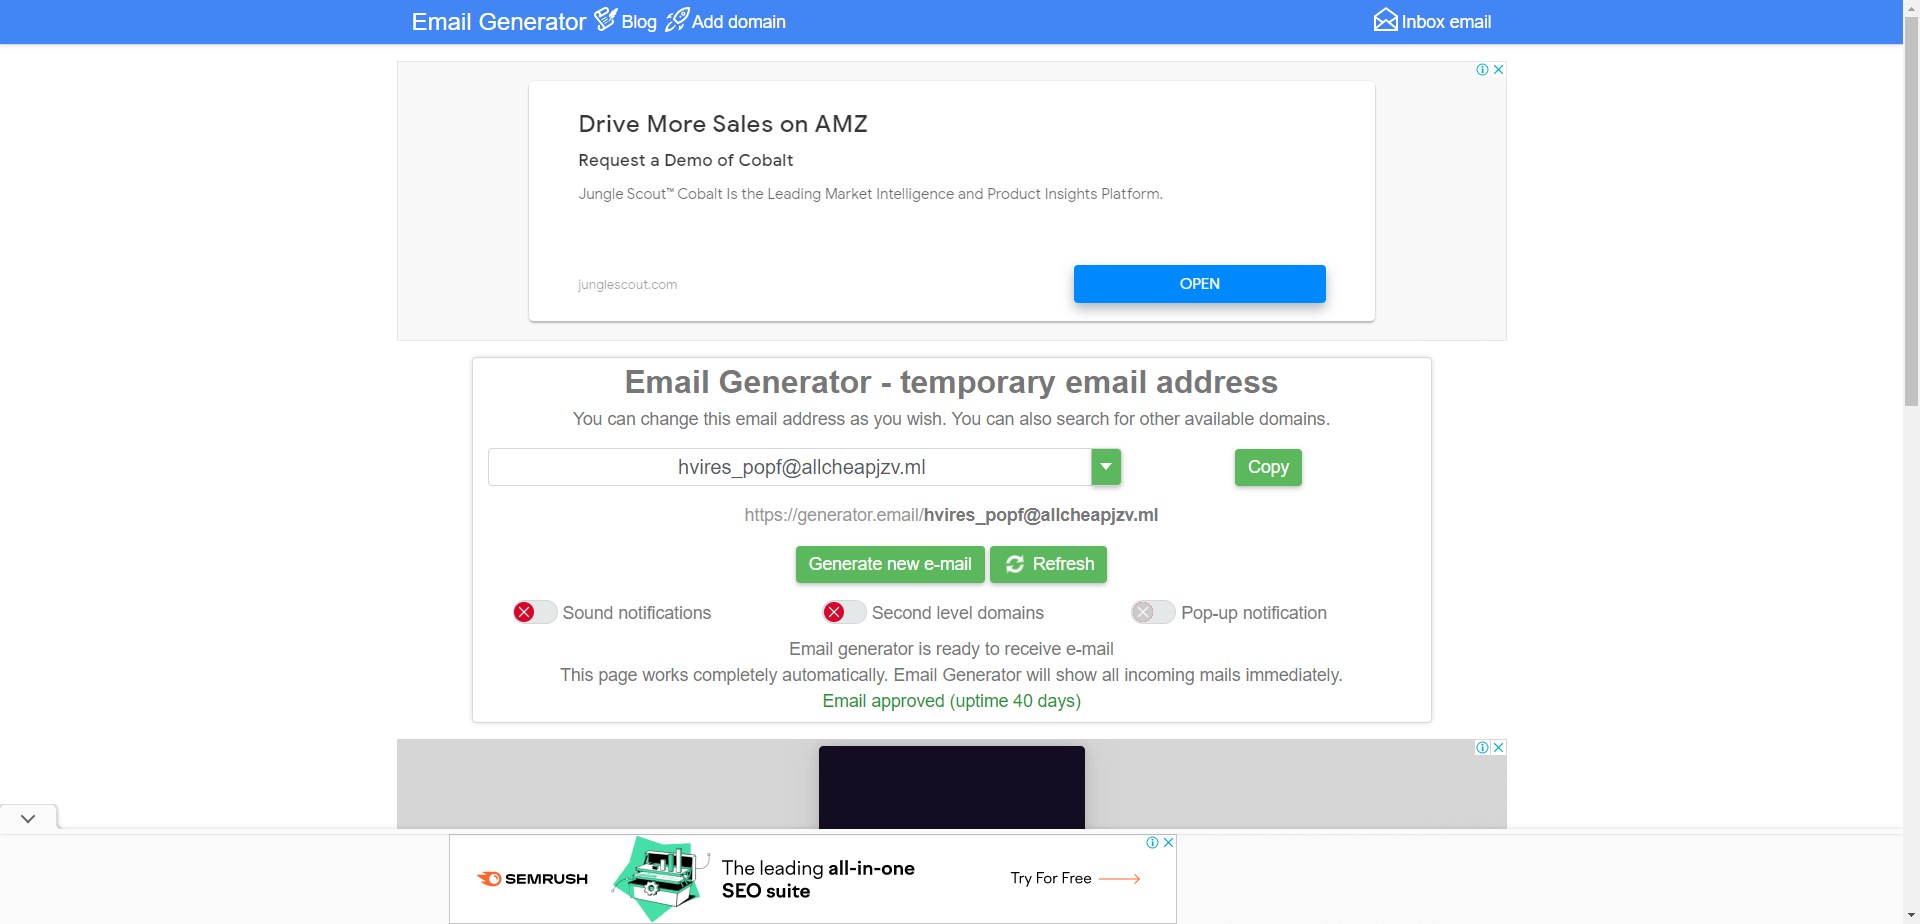 Email Generator Blog Add domain Inbox email
Drive More Sales on AMZ
Request a Demo of Cobalt
Jungle Scout™ Cobalt Is the Leading Market Intelligence and Product Insights Platform.
junglescout.com OPEN
Email Generator - temporary email address
You can change this email address as you wish. You can also search for other available domains.
hvires_popf@allcheapjzv.ml Copy
https://generator.email/hvires_popf@allcheapjzv.ml
Generate new e-mail Refresh
Sound notifications Second level domains Pop-up notification
Email generator is ready to receive e-mail
This page works completely automatically. Email Generator will show all incoming mails immediately.
Email approved (uptime 40 days)
SEMRUSH
The leading all-in-one
SEO suite
Try For Free